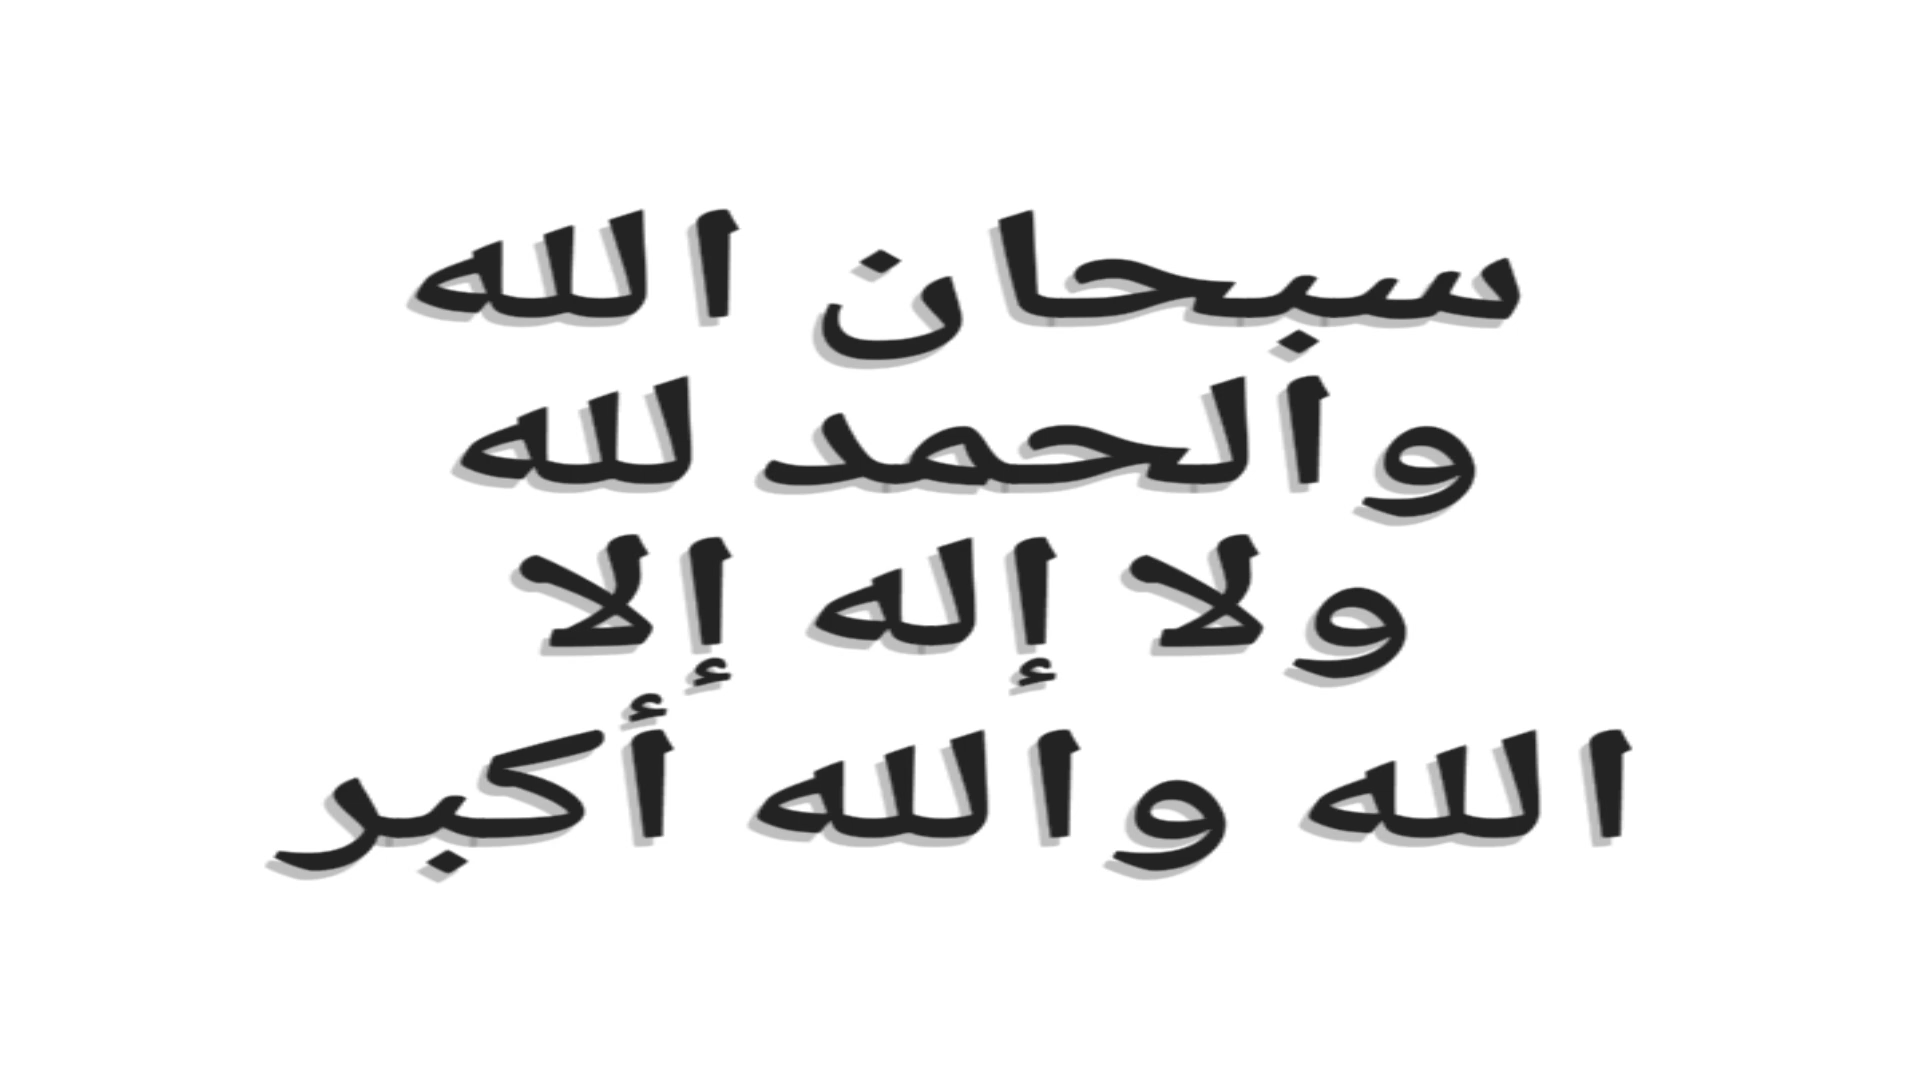 سبحان الله
والحمد لله
ولا إله إلا
الله والله أكبر